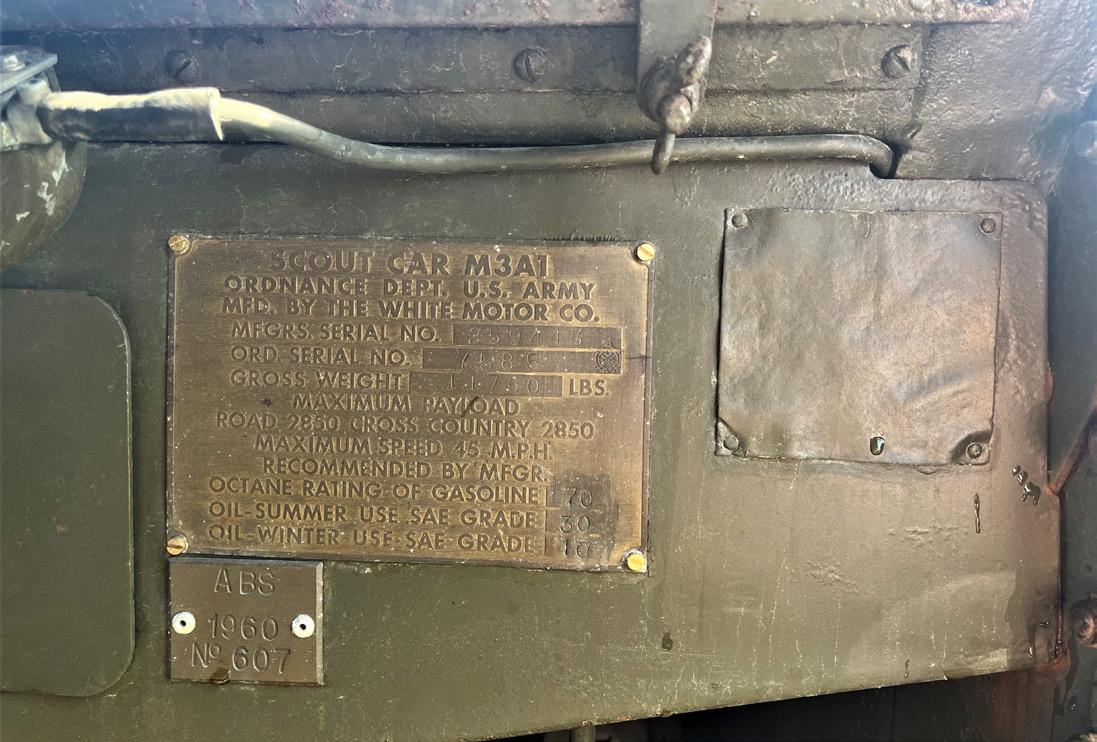 SCOUT CAR M3A1
ORDNANCE DEPT. U.S. ARMY
MFD. BY THE WHITE MOTOR CO.
MFGRS. SERIAL NO.
ORD. SERIAL NO.
GROSS WEIGHT 11750 LBS.
MAXIMUM PAYLOAD
ROAD 2850 CROSS COUNTRY 2850
MAXIMUM SPEED 45 M.P.H.
RECOMMENDED BY MFGR.
OCTANE RATING OF GASOLINE 70
OIL-SUMMER USE SAE GRADE 30
OIL-WINTER-USE-SAE GRADE 10
ABS
1960
Nº 607